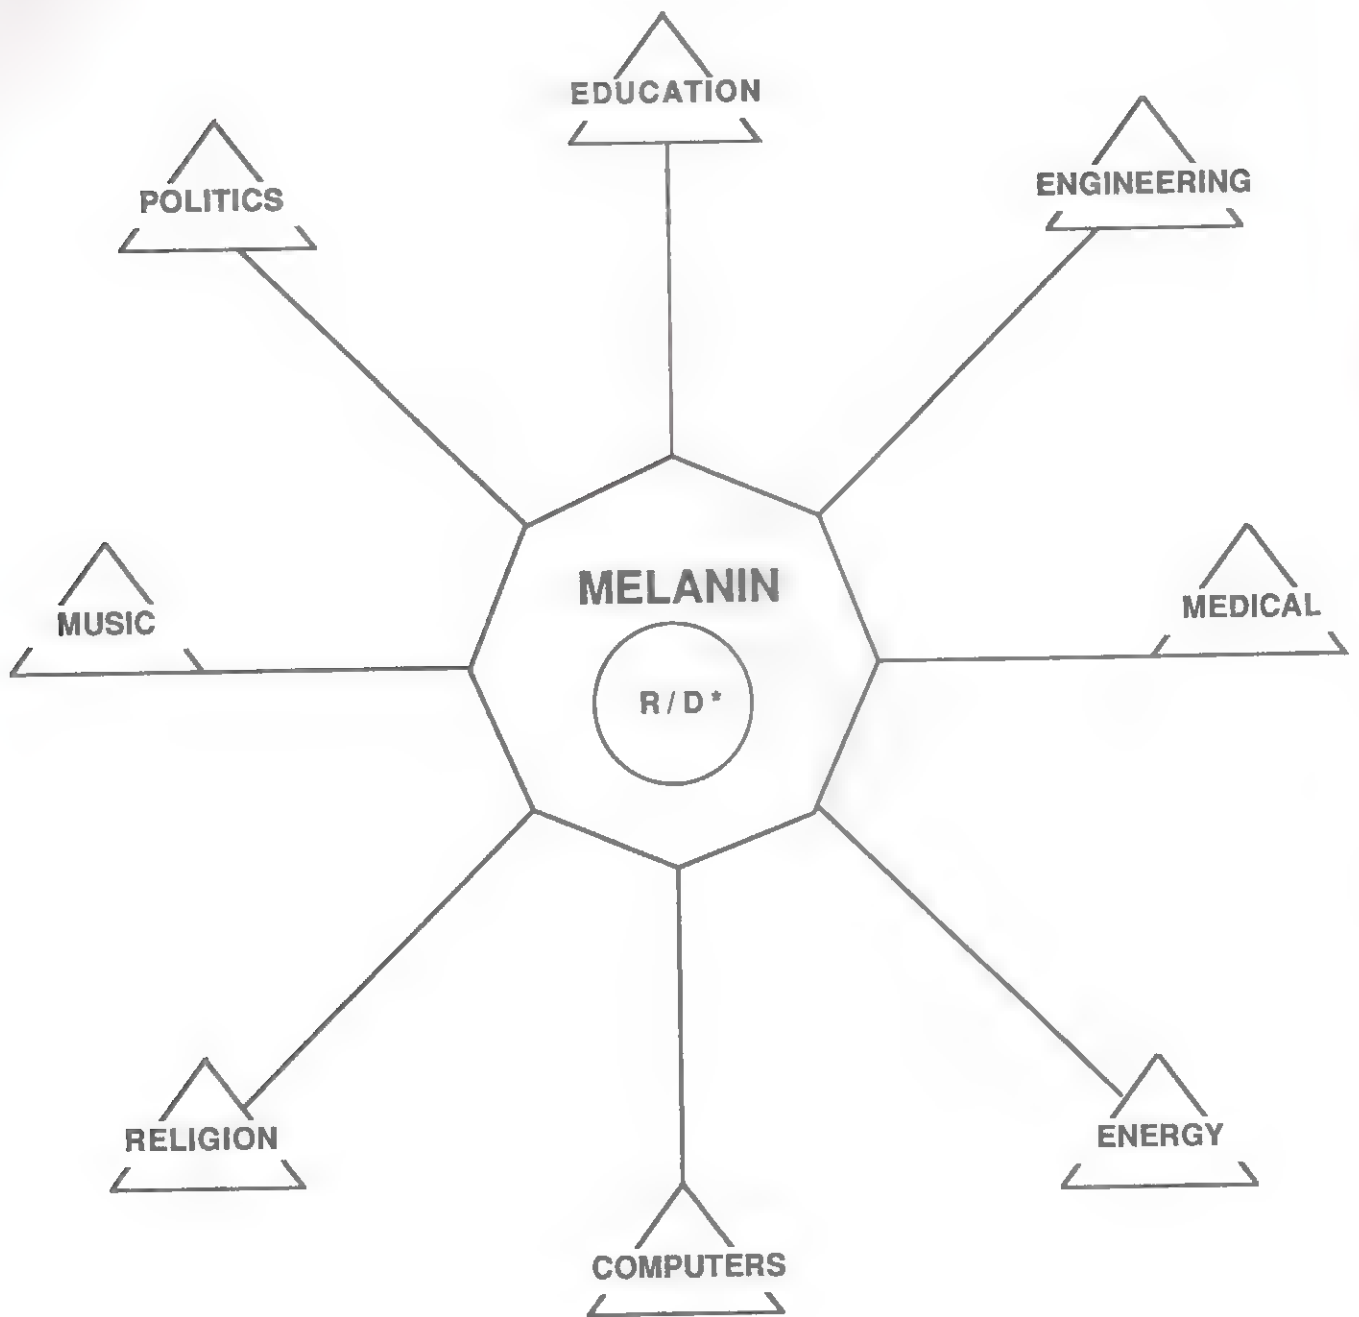 EDUCATION
ENGINEERING
POLITICS
MELANIN
MEDICAL
MUSIC
R / D *
ENERGY
RELIGION
COMPUTERS